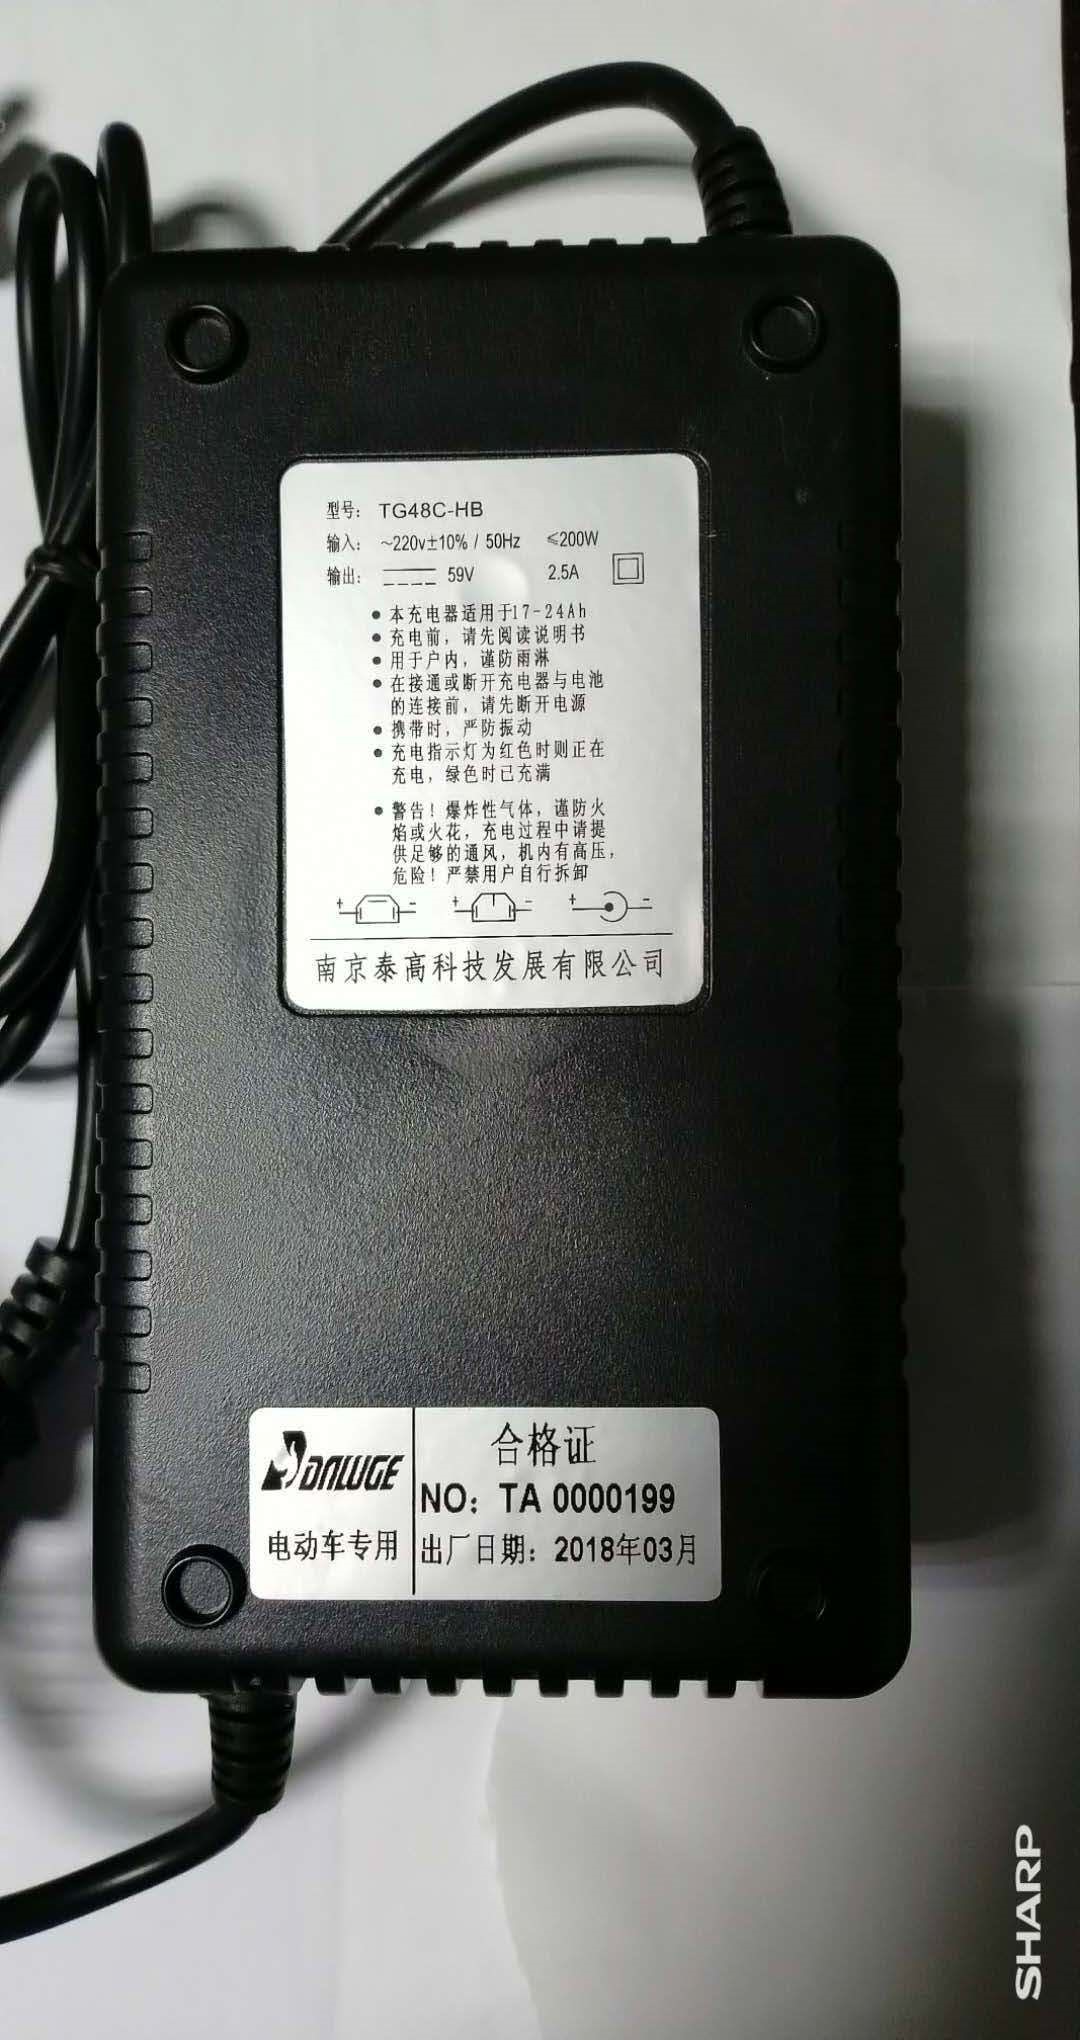 型号： TG48C-HB
输入： ~220v±10% / 50Hz ≤200W
输出： 59V 2.5A
● 本充电器适用于17-24Ah
● 充电前，请先阅读说明书
● 用于户内，谨防雨淋
● 在接通或断开充电器与电池
的连接前，请先断开电源
● 携带时，严防振动
● 充电指示灯为红色时则正在
充电，绿色时已充满
● 警告！爆炸性气体，谨防火
焰或火花，充电过程中请提
供足够的通风，机内有高压，
危险！严禁用户自行拆卸
+ - + - + -
南京泰高科技发展有限公司
DONLUGE
电动车专用
合格证
NO：TA 0000199
出厂日期：2018年03月
SHARP